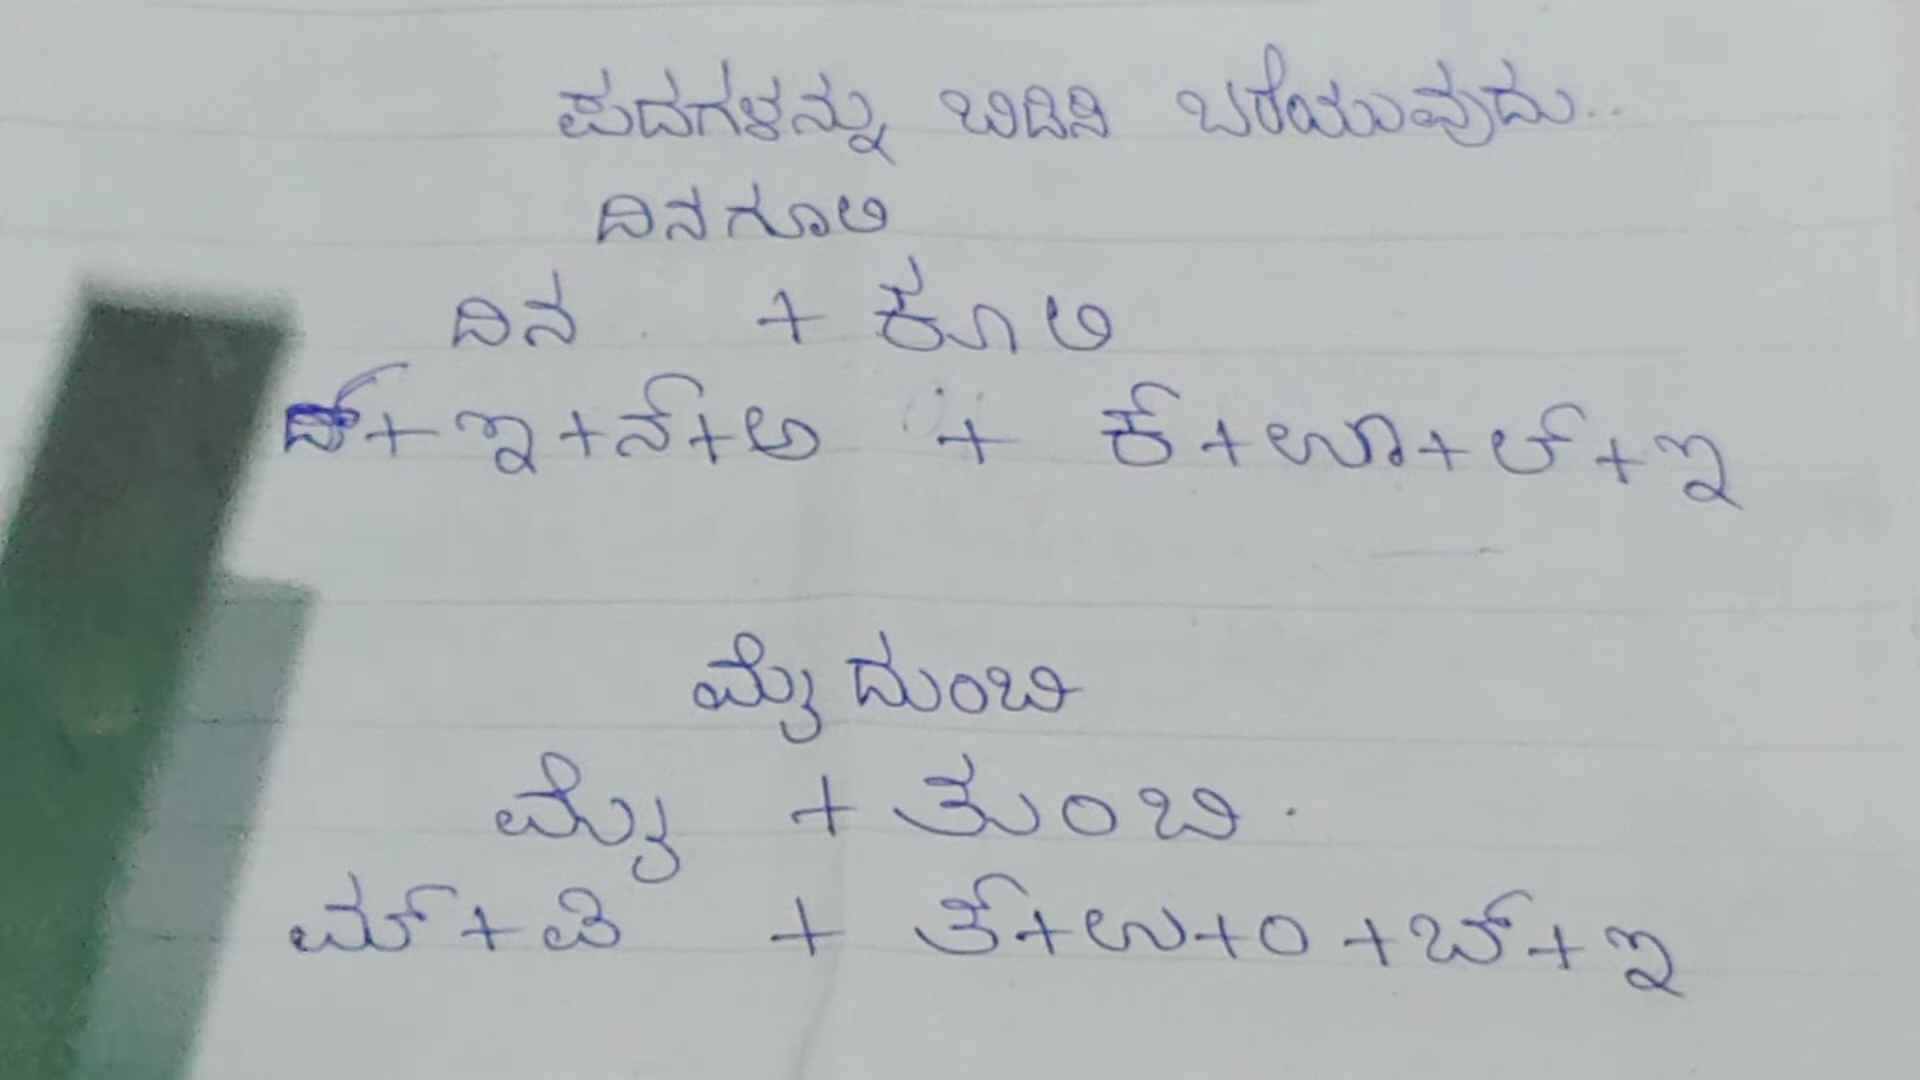 ಪದಗಳನ್ನು ಬಿಡಿಸಿ ಬರೆಯುವುದು..
ದಿನಗೂಲಿ
ದಿನ + ಕೂಲಿ
ದ್+ಇ+ನ್+ಅ + ಕ್+ಊ+ಲ್+ಇ
ಮೈದುಂಬಿ
ಮೈ + ತುಂಬಿ.
ಮ್+ಐ + ತ್+ಉ+ಂ+ಬ್+ಇ